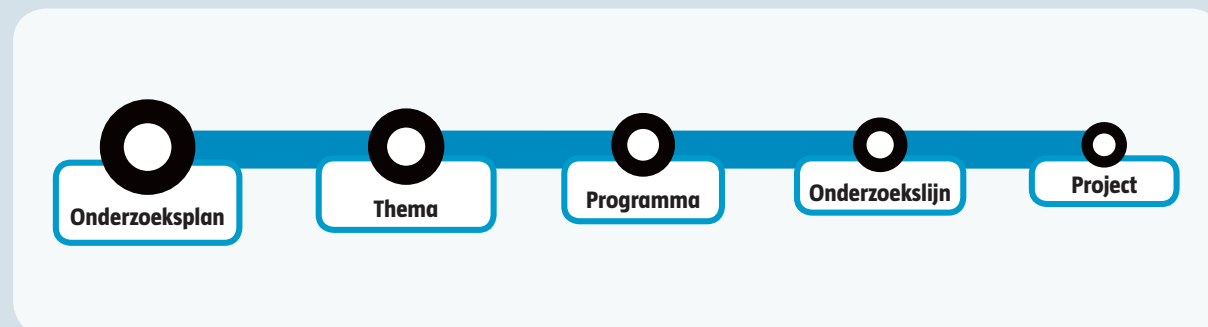 Onderzoeksplan
Thema
Programma
Onderzoekslijn
Project